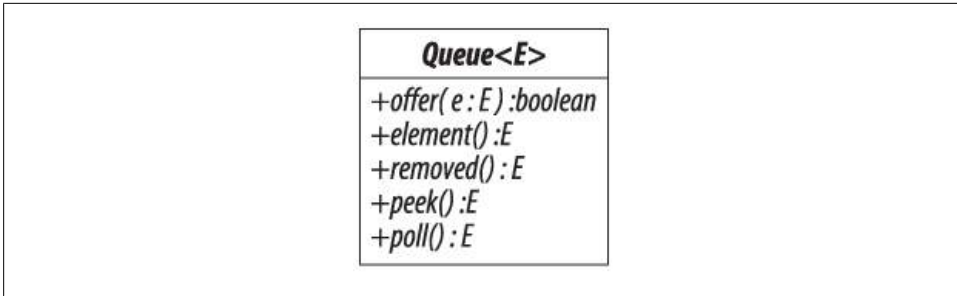 Queue<E>
+offer( e : E ) :boolean
+element() :E
+removed() : E
+peek() :E
+poll() : E